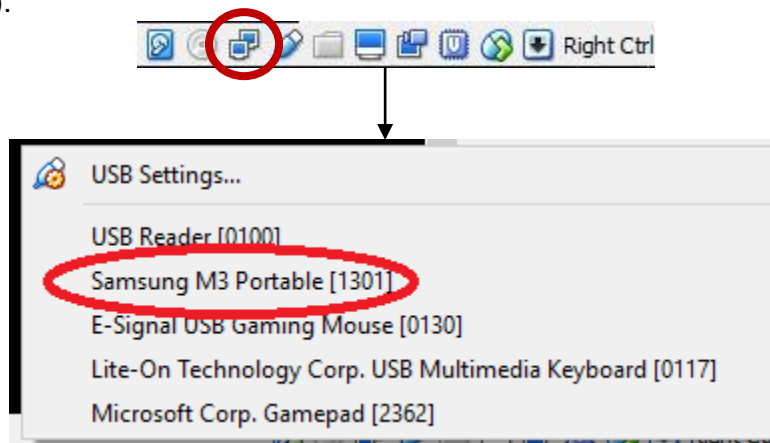 ).
Right Ctrl
USB Settings...
USB Reader [0100]
Samsung M3 Portable [1301]
E-Signal USB Gaming Mouse [0130]
Lite-On Technology Corp. USB Multimedia Keyboard [0117]
Microsoft Corp. Gamepad [2362]